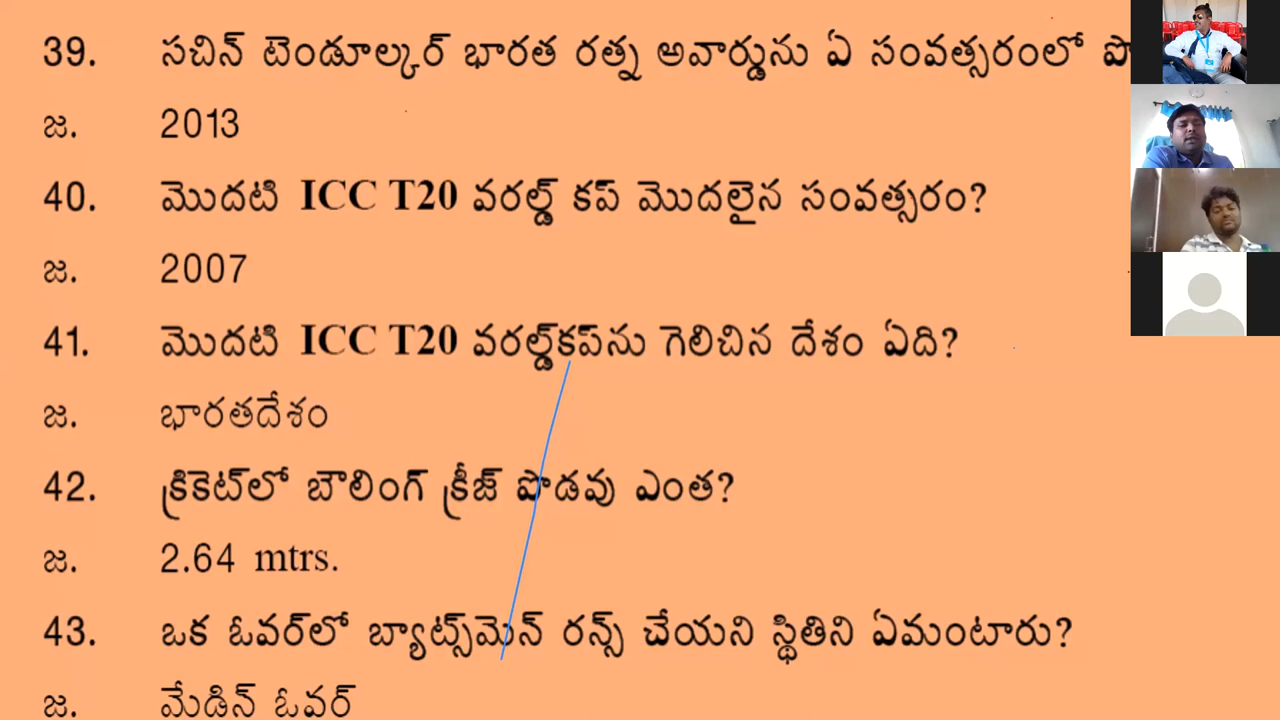 39. సచిన్ టెండూల్కర్ భారత రత్న అవార్డును ఏ సంవత్సరంలో
జ. 2013
40. మొదటి ICC T20 వరల్డ్ కప్ మొదలైన సంవత్సరం?
జ. 2007
41. మొదటి ICC T20 వరల్డ్‌కప్‌ను గెలిచిన దేశం ఏది?
జ. భారతదేశం
42. క్రికెట్‌లో బౌలింగ్ క్రీజ్ పొడవు ఎంత?
జ. 2.64 mtrs.
43. ఒక ఓవర్‌లో బ్యాట్స్‌మెన్ రన్స్ చేయని స్థితిని ఏమంటారు?
జ. మేడిన్ ఓవర్